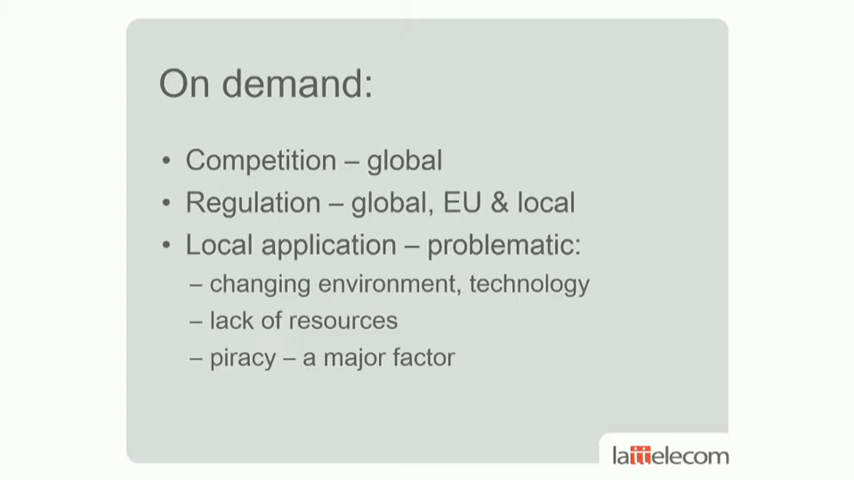 On demand:
• Competition – global
• Regulation – global, EU & local
• Local application – problematic:
– changing environment, technology
– lack of resources
– piracy – a major factor
lattelecom